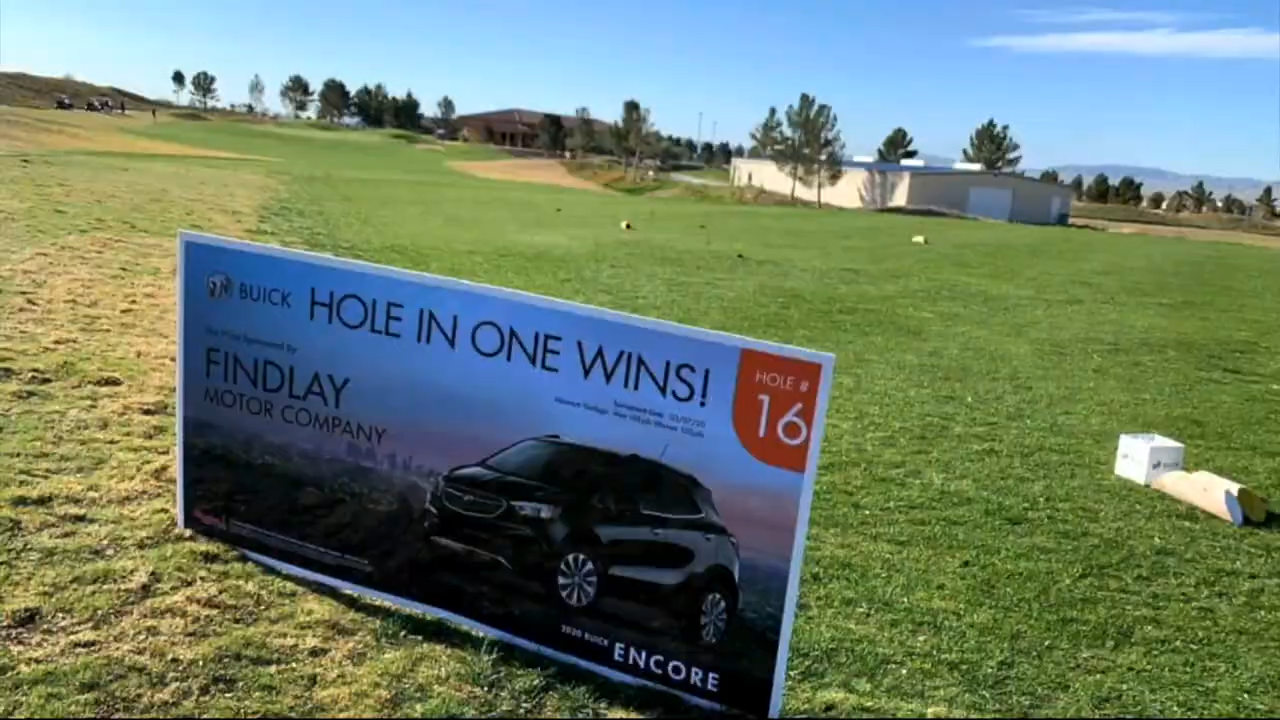 BUICK
HOLE IN ONE WINS!
HOLE #
16
FINDLAY
MOTOR COMPANY
2020 BUICK
ENCORE